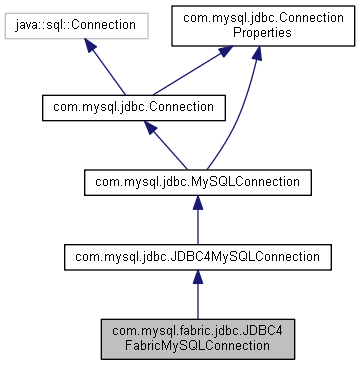 java::sql::Connection
com.mysql.jdbc.Connection
Properties
com.mysql.jdbc.Connection
com.mysql.jdbc.MySQLConnection
com.mysql.jdbc.JDBC4MySQLConnection
com.mysql.fabric.jdbc.JDBC4
FabricMySQLConnection